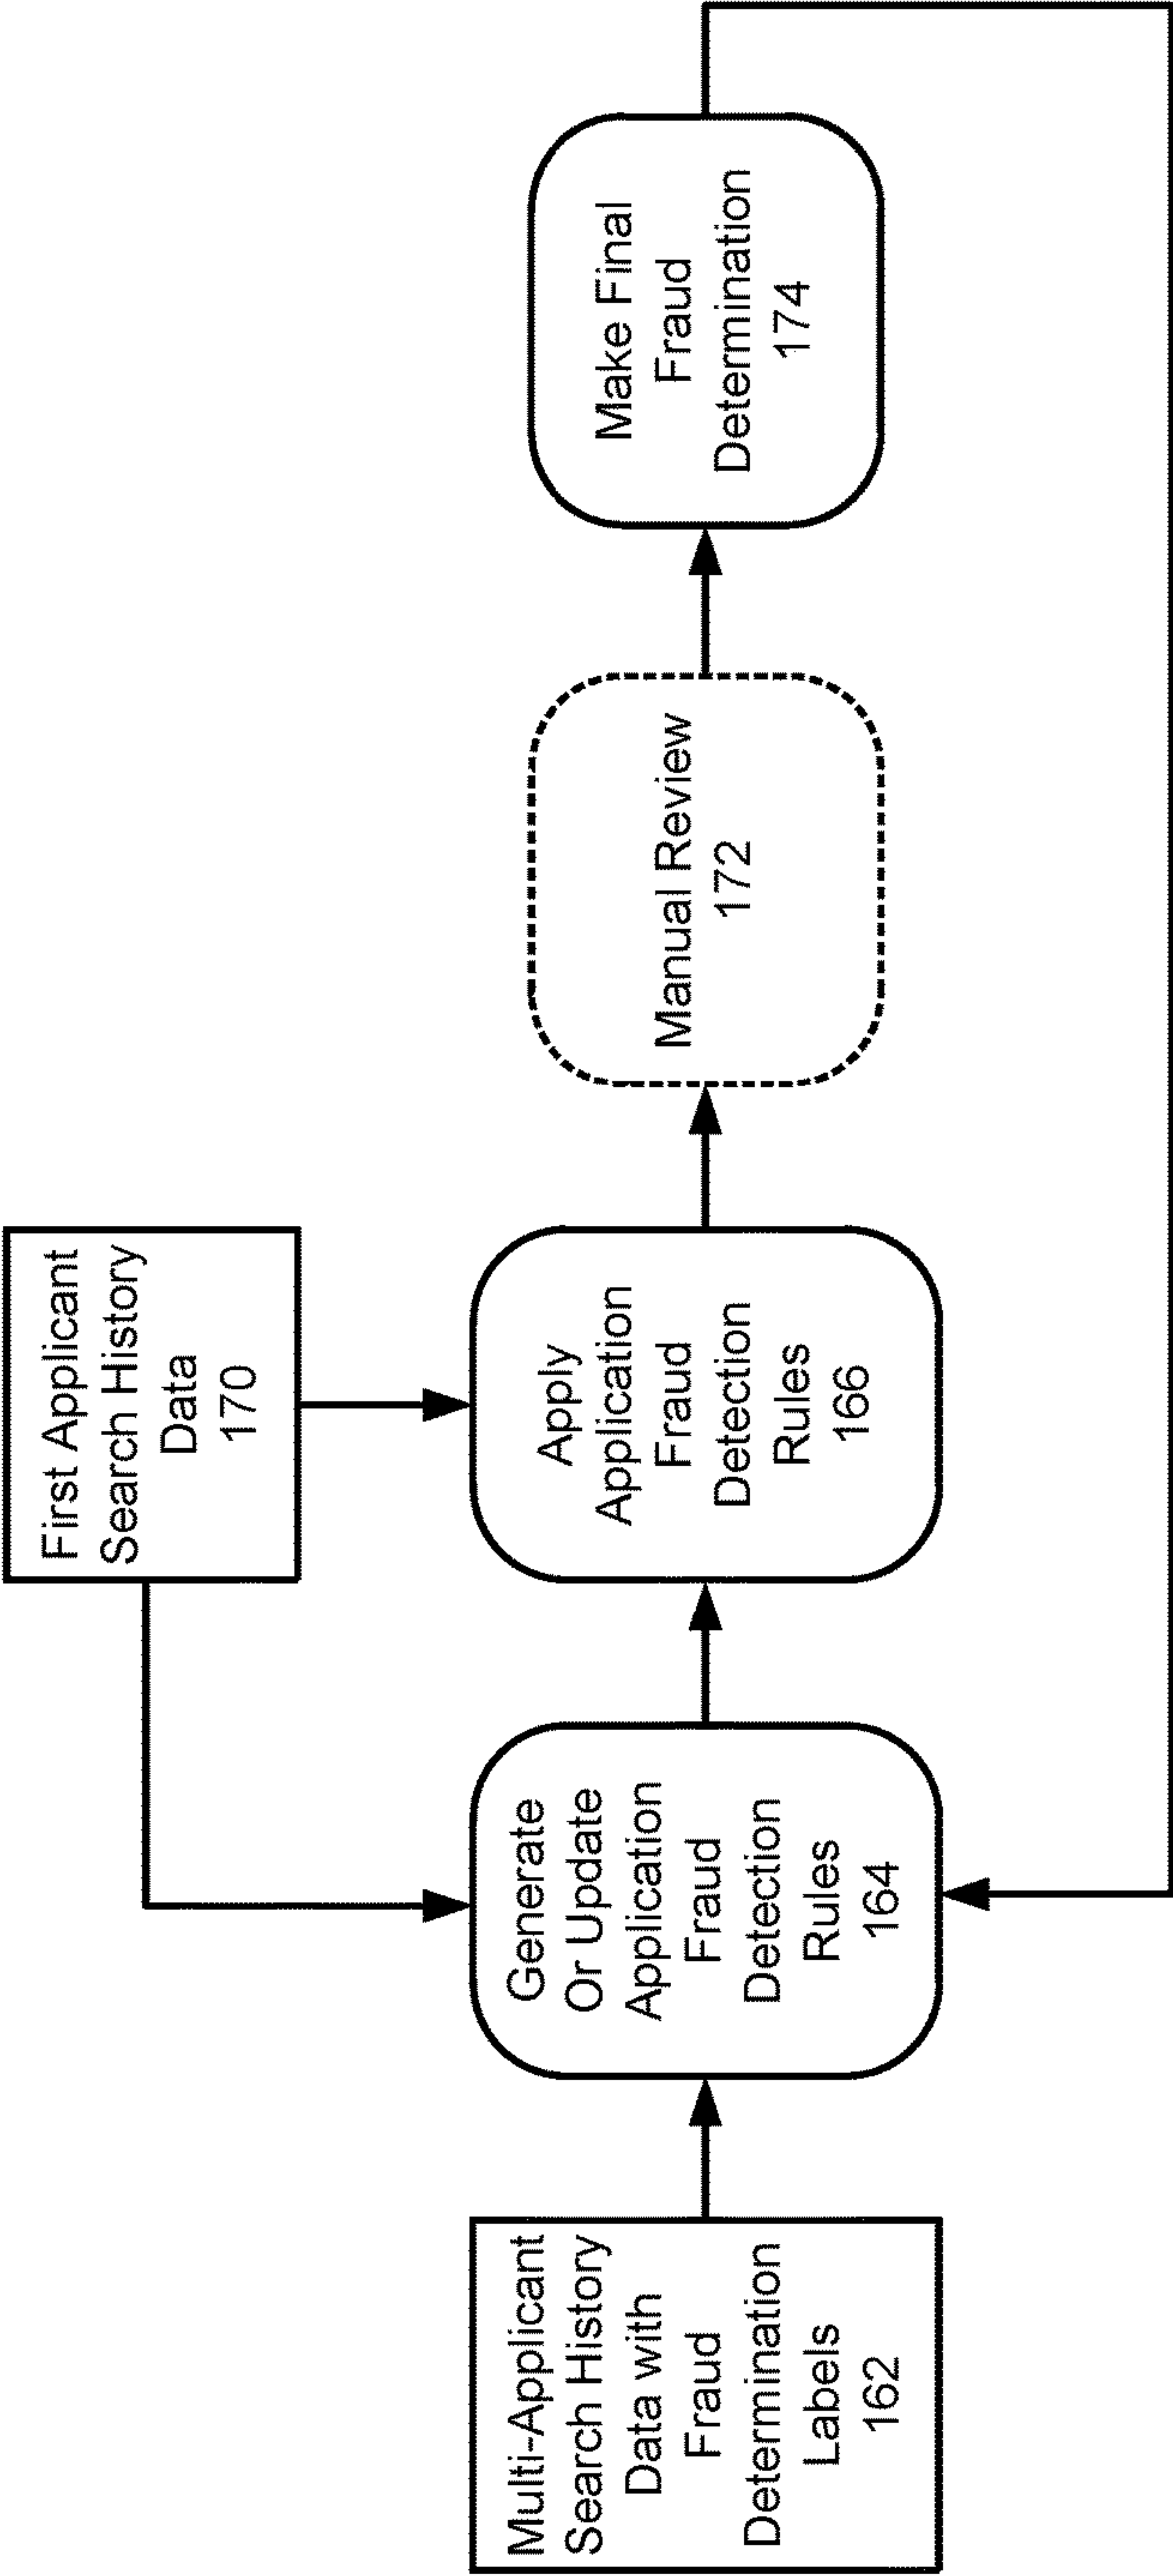 First Applicant
Search History
Data
170
Multi-Applicant
Search History
Data with
Fraud
Determination
Labels
162
Generate
Or Update
Application
Fraud
Detection
Rules
164
Apply
Application
Fraud
Detection
Rules
166
Manual Review
172
Make Final
Fraud
Determination
174